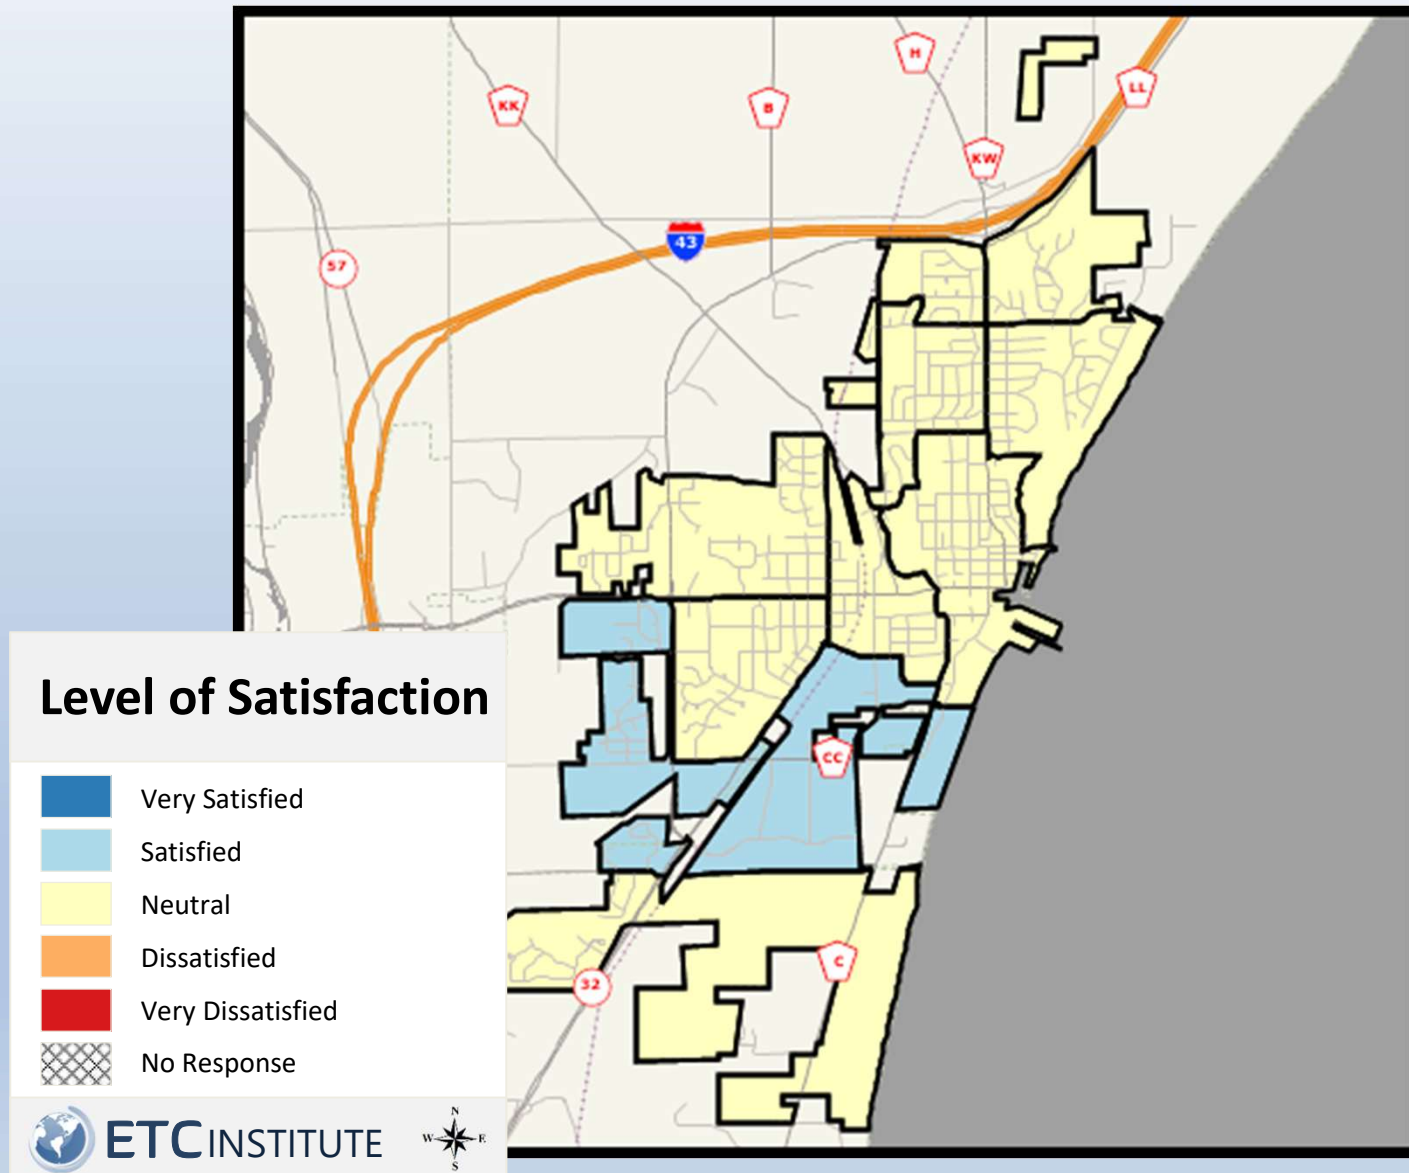 H
LL
KK
B
KW
43
57
CC
C
32
Level of Satisfaction
Very Satisfied
Satisfied
Neutral
Dissatisfied
Very Dissatisfied
No Response
ETC INSTITUTE
N
W E
S